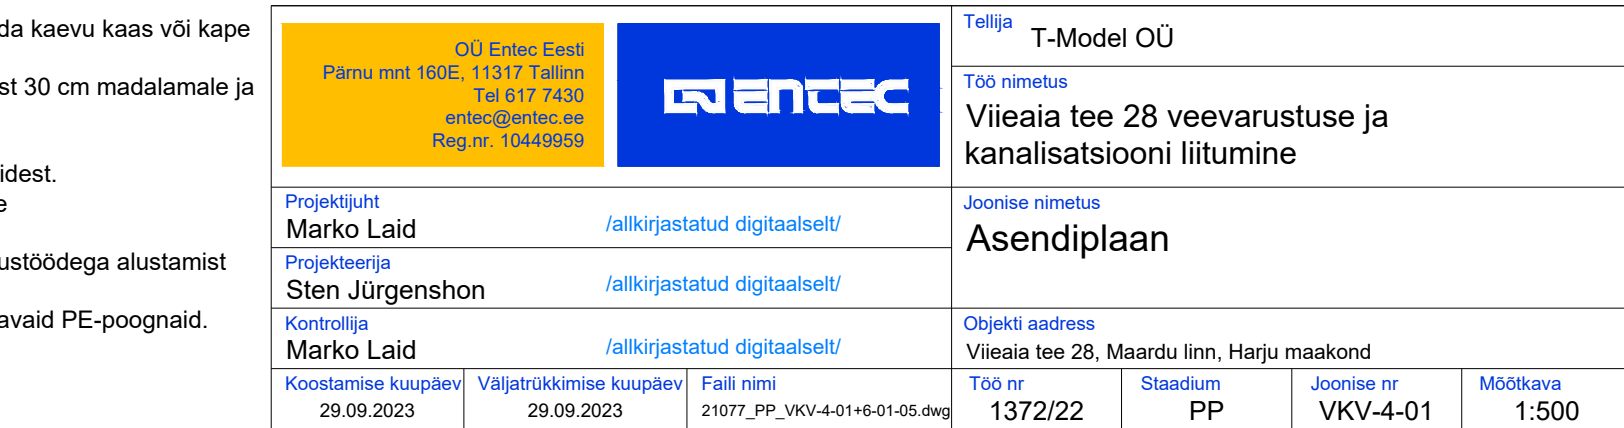 da kaevu kaas või kape
st 30 cm madalamale ja
idest.
e
ustöödega alustamist
avaid PE-poognaid.
OÜ Entec Eesti
Pärnu mnt 160E, 11317 Tallinn
Tel 617 7430
entec@entec.ee
Reg.nr. 10449959
ENTEC
Tellija
T-Model OÜ
Töö nimetus
Viieaia tee 28 veevarustuse ja
kanalisatsiooni liitumine
Projektijuht
Marko Laid /allkirjastatud digitaalselt/
Projekteerija
Sten Jürgenshon /allkirjastatud digitaalselt/
Kontrollija
Marko Laid /allkirjastatud digitaalselt/
Joonise nimetus
Asendiplaan
Objekti aadress
Viieaia tee 28, Maardu linn, Harju maakond
Koostamise kuupäev Väljatrükkimise kuupäev Faili nimi Töö nr Staadium Joonise nr Mõõtkava
29.09.2023 29.09.2023 21077_PP_VKV-4-01+6-01-05.dwg 1372/22 PP VKV-4-01 1:500